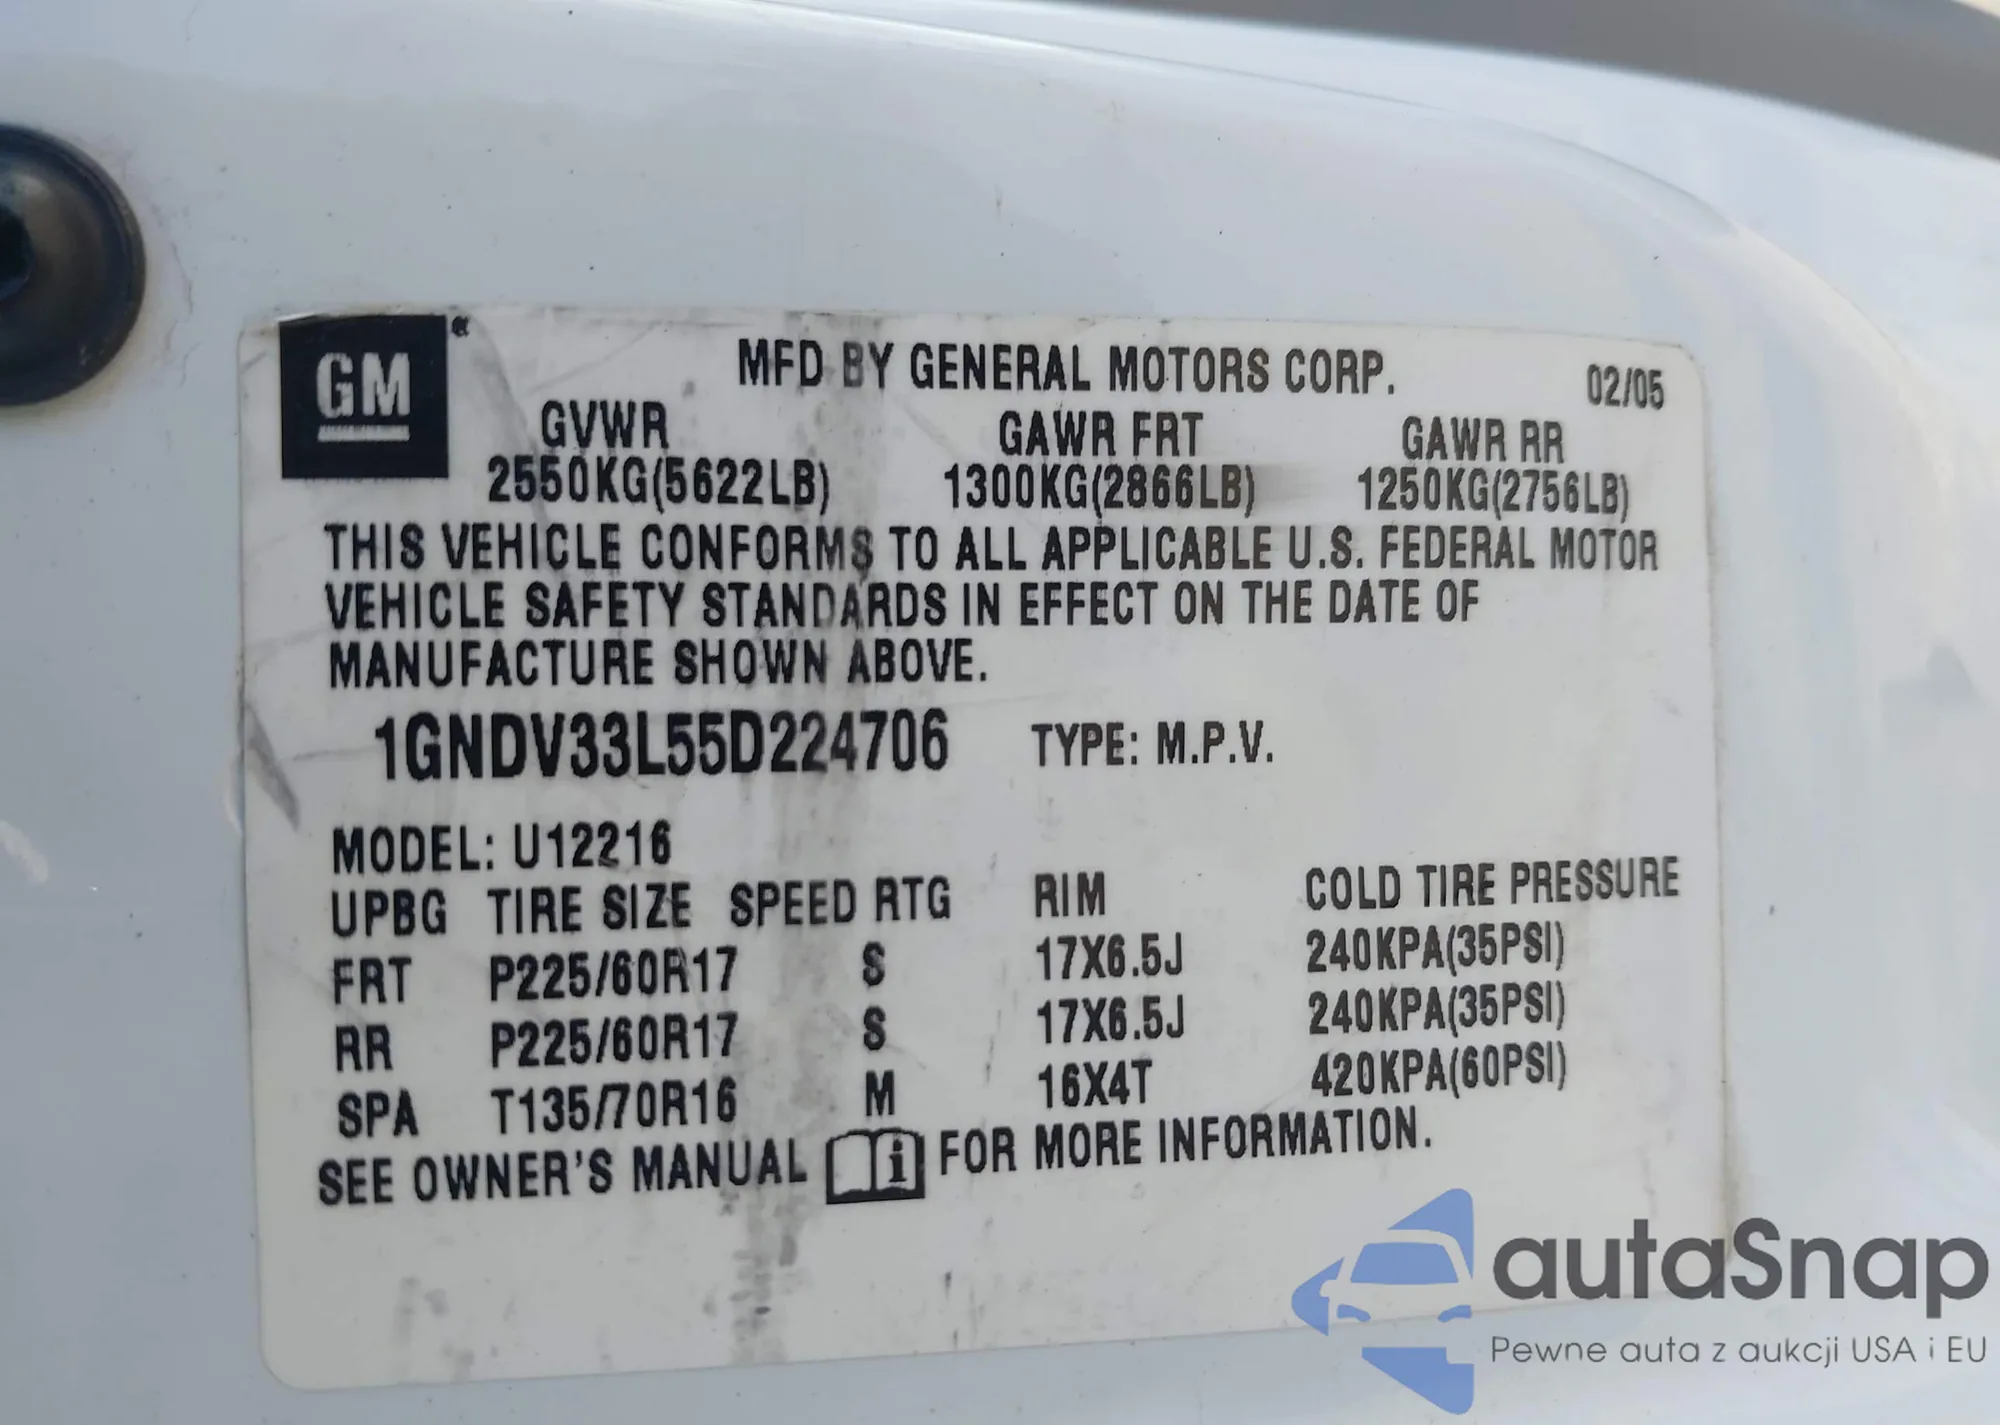 GM
MFD BY GENERAL MOTORS CORP. 02/05
GVWR GAWR FRT GAWR RR
2550KG(5622LB) 1300KG(2866LB) 1250KG(2756LB)
THIS VEHICLE CONFORMS TO ALL APPLICABLE U.S. FEDERAL MOTOR
VEHICLE SAFETY STANDARDS IN EFFECT ON THE DATE OF
MANUFACTURE SHOWN ABOVE.
1GNDV33L55D224706 TYPE: M.P.V.
MODEL: U12216
UPBG TIRE SIZE SPEED RTG RIM COLD TIRE PRESSURE
FRT P225/60R17 S 17X6.5J 240KPA(35PSI)
RR P225/60R17 S 17X6.5J 240KPA(35PSI)
SPA T135/70R16 M 16X4T 420KPA(60PSI)
SEE OWNER'S MANUAL i FOR MORE INFORMATION.
autaSnap
Pewne auta z aukcji USA i EU